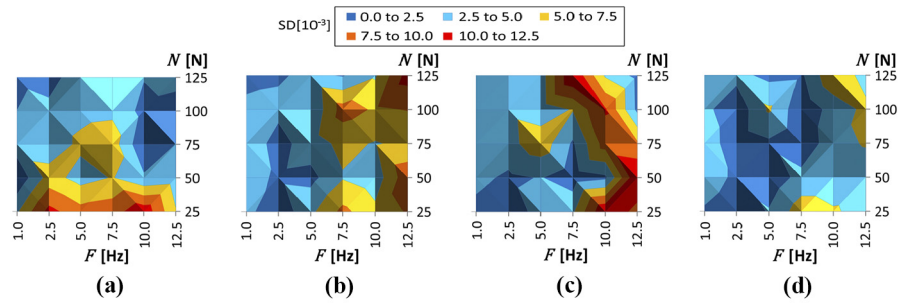 SD[10⁻³] 0.0 to 2.5 2.5 to 5.0 5.0 to 7.5
7.5 to 10.0 10.0 to 12.5
N [N] N [N] N [N] N [N]
125 125 125 125
100 100 100 100
75 75 75 75
50 50 50 50
25 25 25 25
1.0 2.5 5.0 7.5 10.0 12.5 1.0 2.5 5.0 7.5 10.0 12.5 1.0 2.5 5.0 7.5 10.0 12.5 1.0 2.5 5.0 7.5 10.0 12.5
F [Hz] F [Hz] F [Hz] F [Hz]
(a) (b) (c) (d)